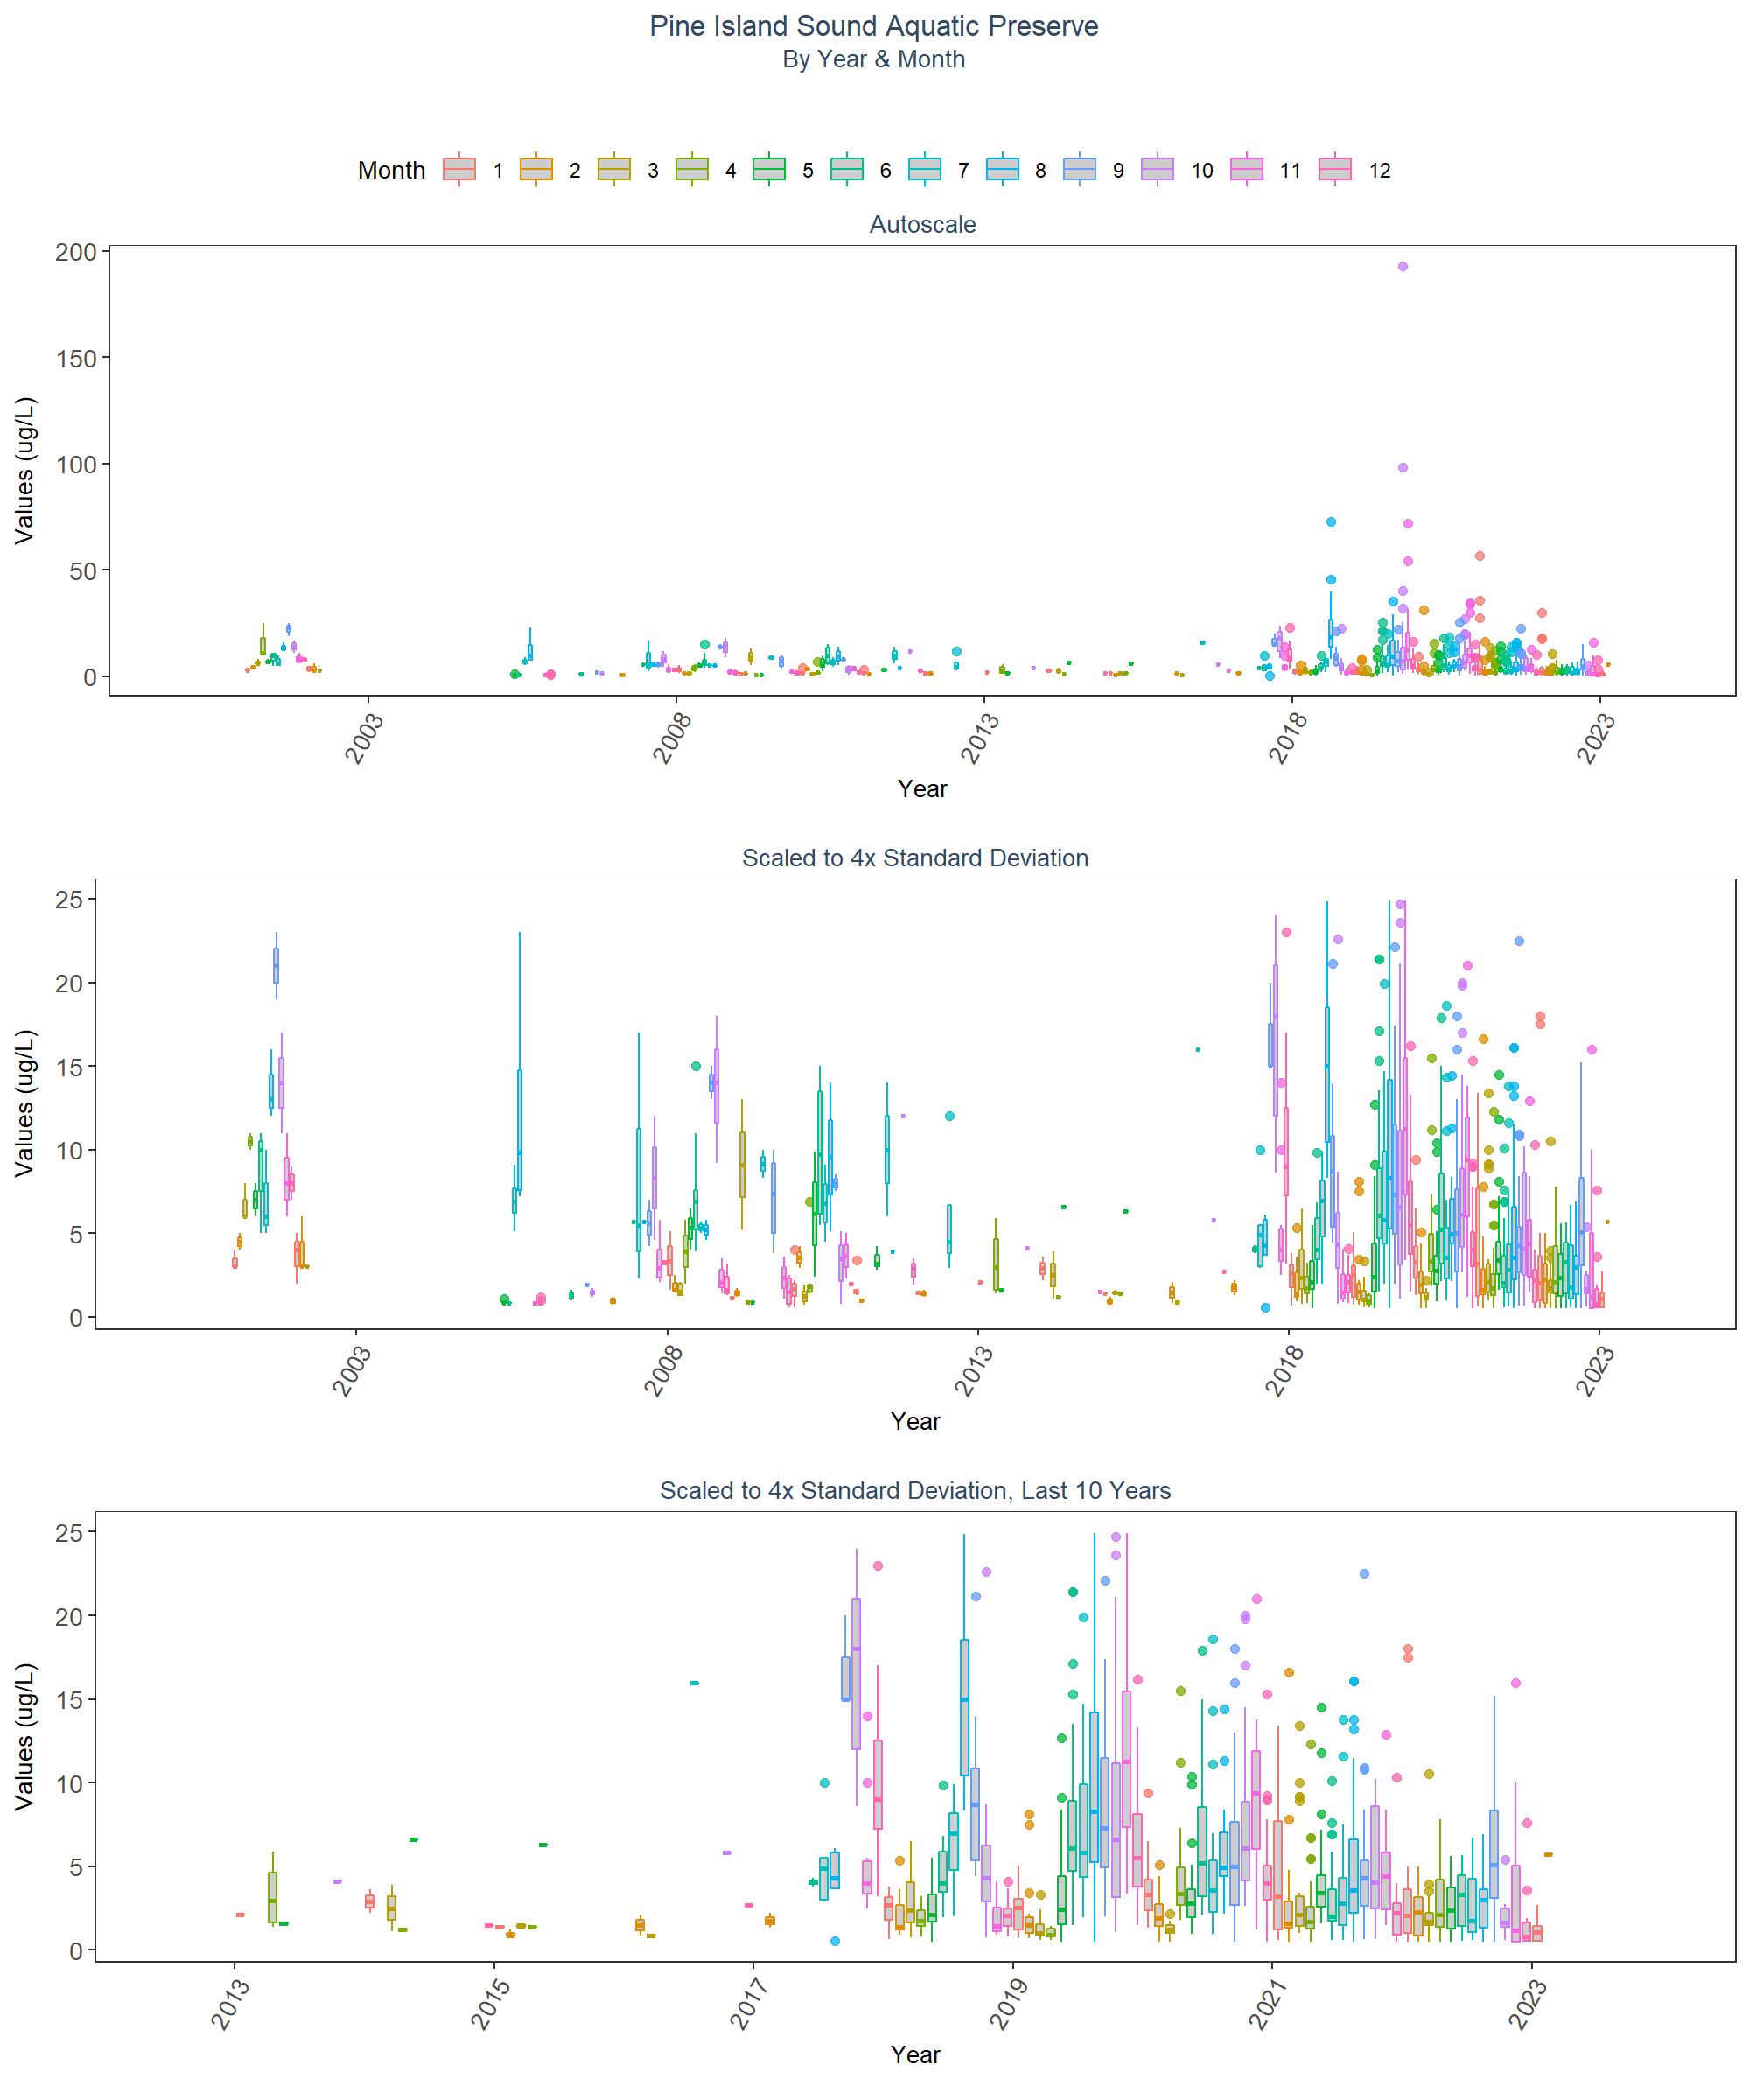 Pine Island Sound Aquatic Preserve
By Year & Month
Month 1 2 3 4 5 6 7 8 9 10 11 12
Autoscale
200
150
100
50
0
Values (ug/L)
2003 2008 2013 2018 2023
Year
Scaled to 4x Standard Deviation
25
20
15
10
5
0
Values (ug/L)
2003 2008 2013 2018 2023
Year
Scaled to 4x Standard Deviation, Last 10 Years
25
20
15
10
5
0
Values (ug/L)
2013 2015 2017 2019 2021 2023
Year